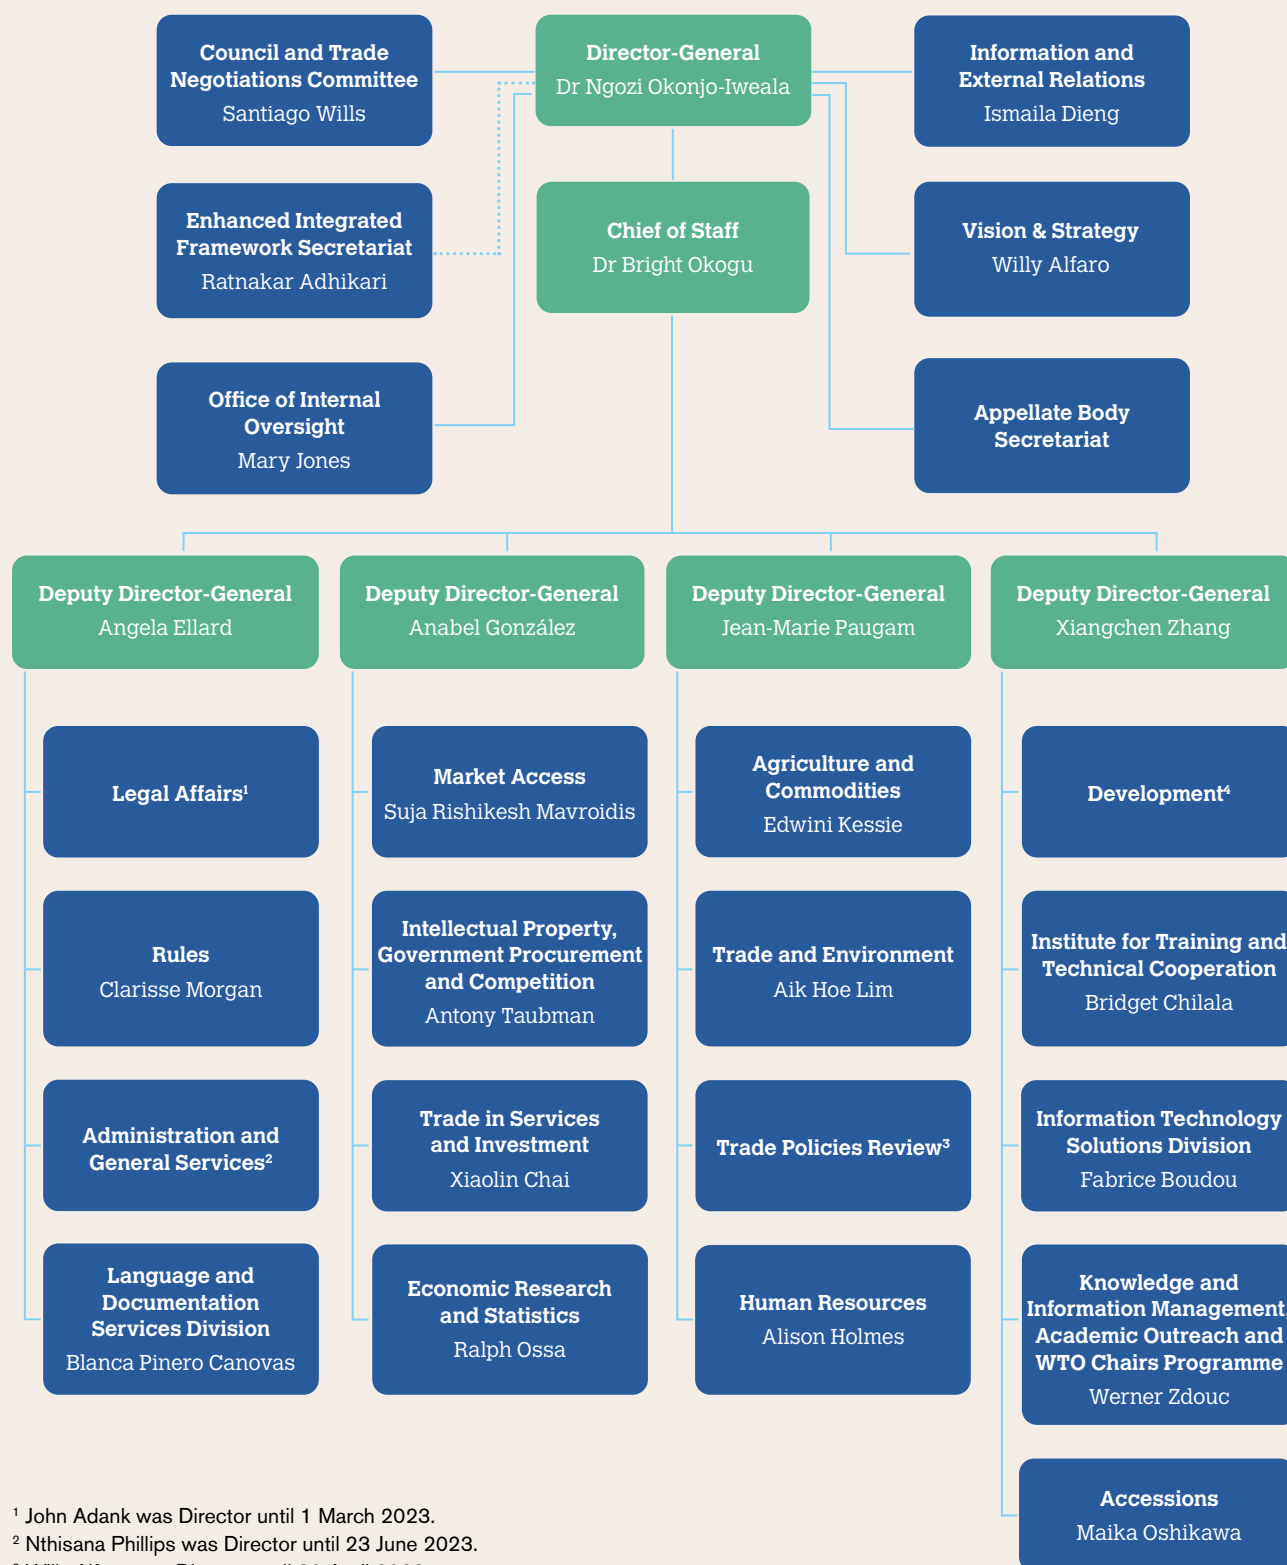 Council and Trade
Negotiations Committee
Santiago Wills
Director-General
Dr Ngozi Okonjo-Iweala
Information and
External Relations
Ismaila Dieng
Enhanced Integrated
Framework Secretariat
Ratnakar Adhikari
Chief of Staff
Dr Bright Okogu
Vision & Strategy
Willy Alfaro
Office of Internal
Oversight
Mary Jones
Appellate Body
Secretariat
Deputy Director-General
Angela Ellard
Deputy Director-General
Anabel González
Deputy Director-General
Jean-Marie Paugam
Deputy Director-General
Xiangchen Zhang
Legal Affairs¹
Market Access
Suja Rishikesh Mavroidis
Agriculture and
Commodities
Edwini Kessie
Development⁴
Rules
Clarisse Morgan
Intellectual Property,
Government Procurement
and Competition
Antony Taubman
Trade and Environment
Aik Hoe Lim
Institute for Training and
Technical Cooperation
Bridget Chilala
Administration and
General Services²
Trade in Services
and Investment
Xiaolin Chai
Trade Policies Review³
Information Technology
Solutions Division
Fabrice Boudou
Language and
Documentation
Services Division
Blanca Pinero Canovas
Economic Research
and Statistics
Ralph Ossa
Human Resources
Alison Holmes
Knowledge and
Information Management,
Academic Outreach and
WTO Chairs Programme
Werner Zdouc
Accessions
Maika Oshikawa
¹ John Adank was Director until 1 March 2023.
² Nthisana Phillips was Director until 23 June 2023.